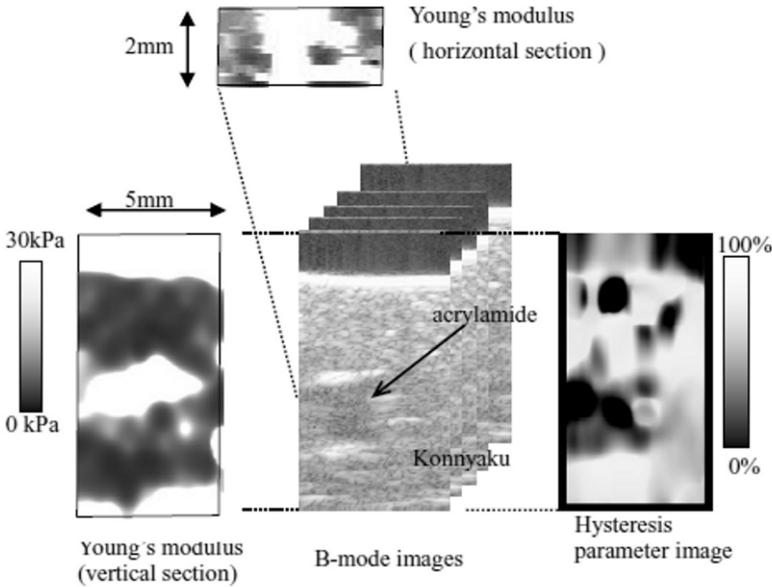 Young's modulus
2mm
( horizontal section )
5mm
30kPa
0 kPa
acrylamide
Konnyaku
100%
0%
Young's modulus
(vertical section)
B-mode images
Hysteresis
parameter image